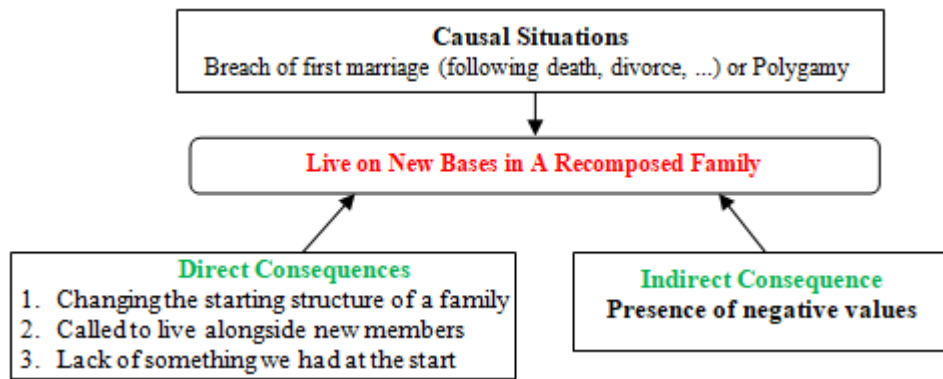 Causal Situations
Breach of first marriage (following death, divorce, ...) or Polygamy
Live on New Bases in A Recomposed Family
Direct Consequences
1. Changing the starting structure of a family
2. Called to live alongside new members
3. Lack of something we had at the start
Indirect Consequence
Presence of negative values